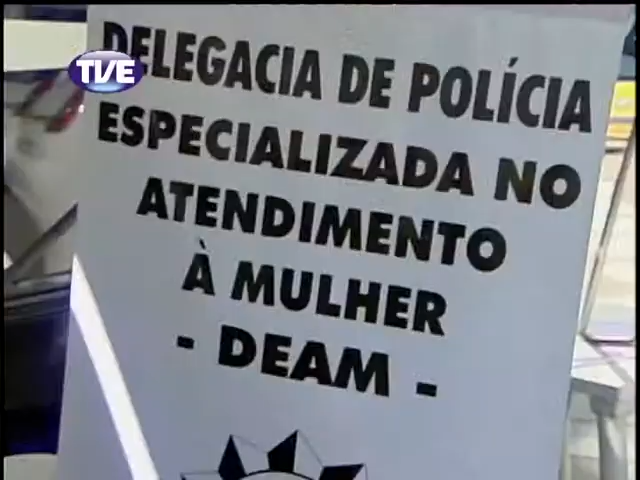 TVE
DELEGACIA DE POLÍCIA
ESPECIALIZADA NO
ATENDIMENTO
À MULHER
- DEAM -